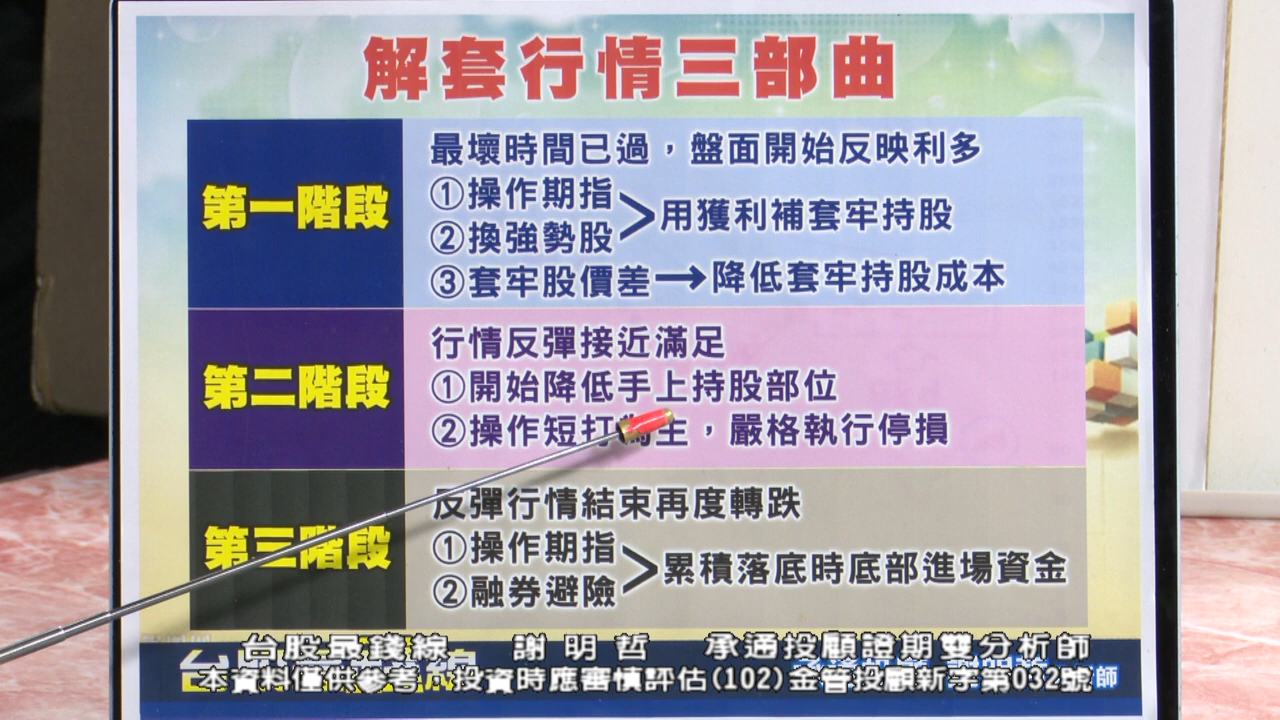 解套行情三部曲
第一階段
最壞時間已過，盤面開始反映利多
①操作期指
②換強勢股
＞用獲利補套牢持股
③套牢股價差→降低套牢持股成本
第二階段
行情反彈接近滿足
①開始降低手上持股部位
②操作短打為主，嚴格執行停損
第三階段
反彈行情結束再度轉跌
①操作期指
②融券避險
＞累積落底時底部進場資金
台股最錢線 謝明哲 承通投顧證期雙分析師
本資料僅供參考，投資時應審慎評估(102)金管投顧新字第032號